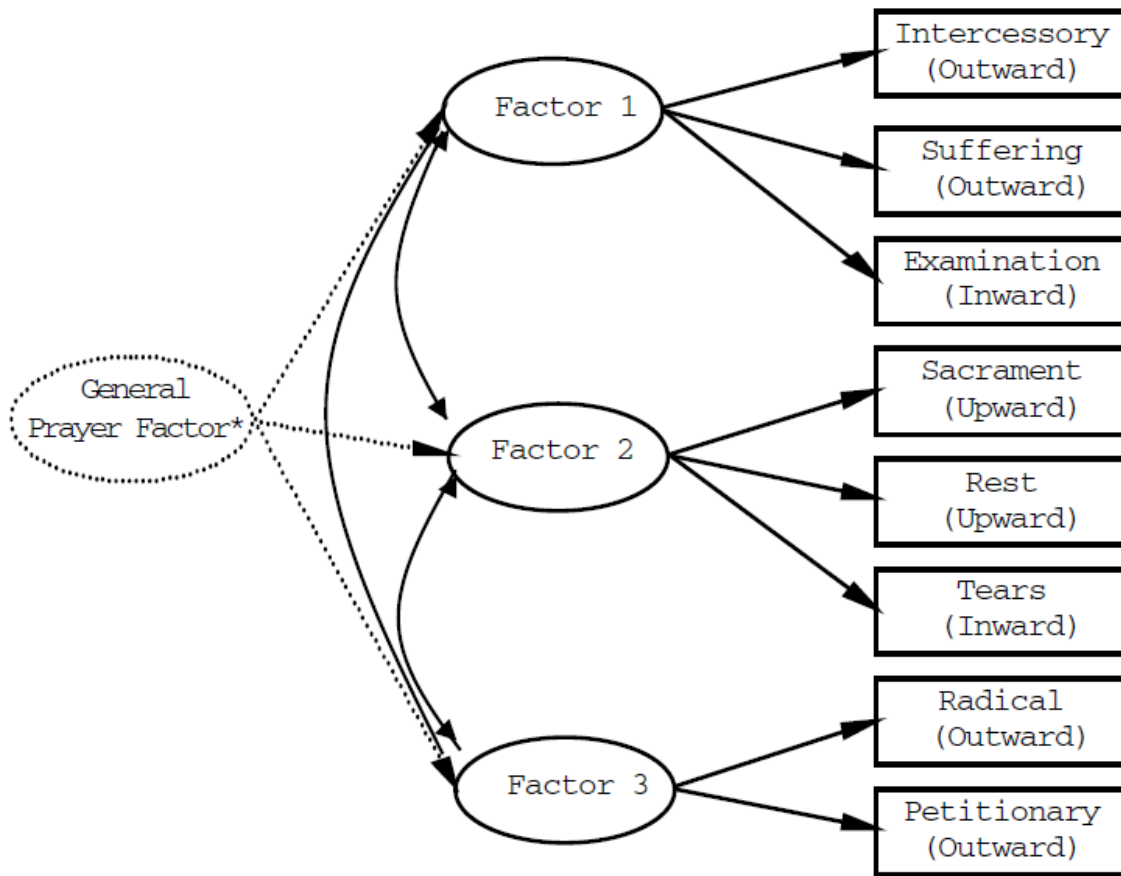 Intercessory
(Outward)
Factor 1
Suffering
(Outward)
Examination
(Inward)
General
Prayer Factor*
Sacrament
(Upward)
Factor 2
Rest
(Upward)
Tears
(Inward)
Radical
(Outward)
Factor 3
Petitionary
(Outward)